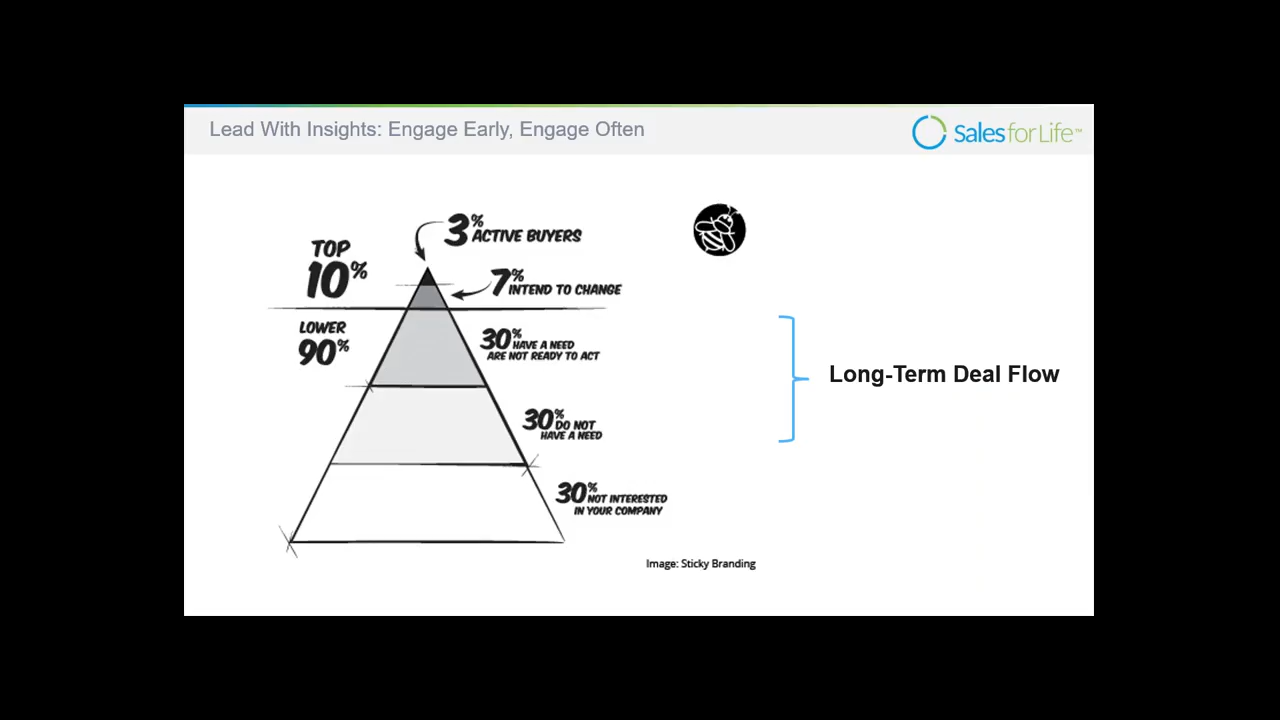 Lead With Insights: Engage Early, Engage Often
Sales for Life™
3% ACTIVE BUYERS
TOP
10%
7% INTEND TO CHANGE
LOWER
90%
30% HAVE A NEED
ARE NOT READY TO ACT
Long-Term Deal Flow
30% DO NOT
HAVE A NEED
30% NOT INTERESTED
IN YOUR COMPANY
Image: Sticky Branding